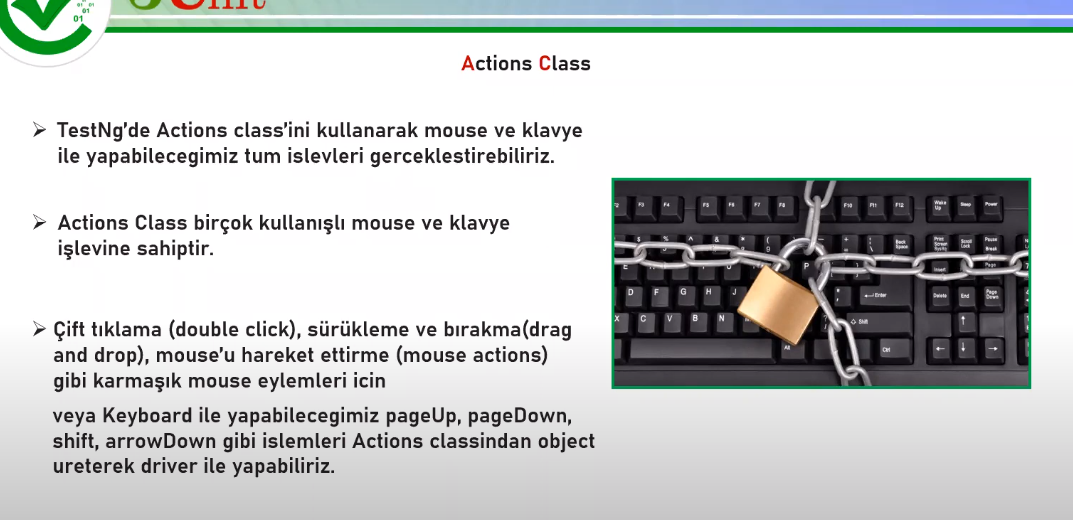 JUnit
Actions Class
➢ TestNg'de Actions class'ini kullanarak mouse ve klavye
ile yapabilecegimiz tum islevleri gerceklestirebiliriz.
➢ Actions Class birçok kullanışlı mouse ve klavye
işlevine sahiptir.
➢ Çift tıklama (double click), sürükleme ve bırakma(drag
and drop), mouse'u hareket ettirme (mouse actions)
gibi karmaşık mouse eylemleri icin
veya Keyboard ile yapabilecegimiz pageUp, pageDown,
shift, arrowDown gibi islemleri Actions classindan object
ureterek driver ile yapabiliriz.